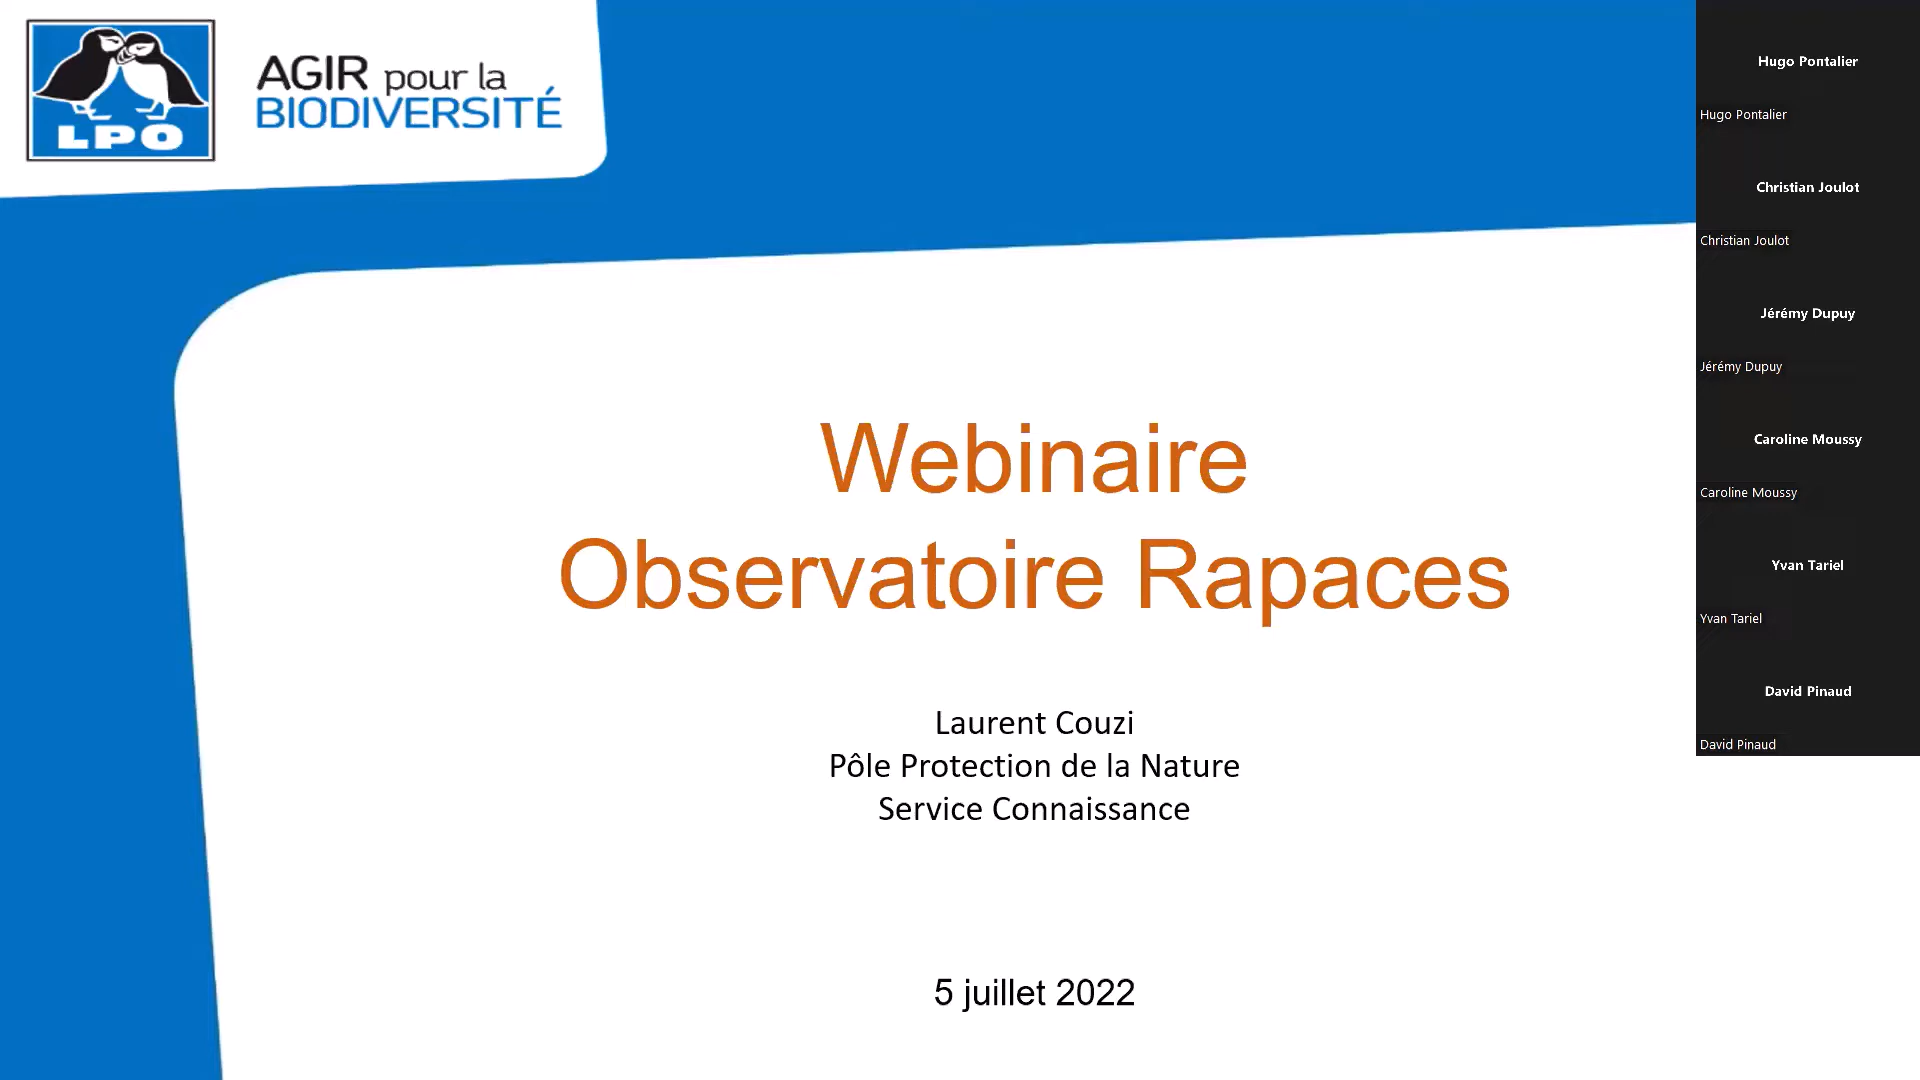 LPO
AGIR pour la
BIODIVERSITÉ
Webinaire
Observatoire Rapaces
Laurent Couzi
Pôle Protection de la Nature
Service Connaissance
5 juillet 2022
Hugo Pontalier
Hugo Pontalier
Christian Joulot
Christian Joulot
Jérémy Dupuy
Jérémy Dupuy
Caroline Moussy
Caroline Moussy
Yvan Tariel
Yvan Tariel
David Pinaud
David Pinaud